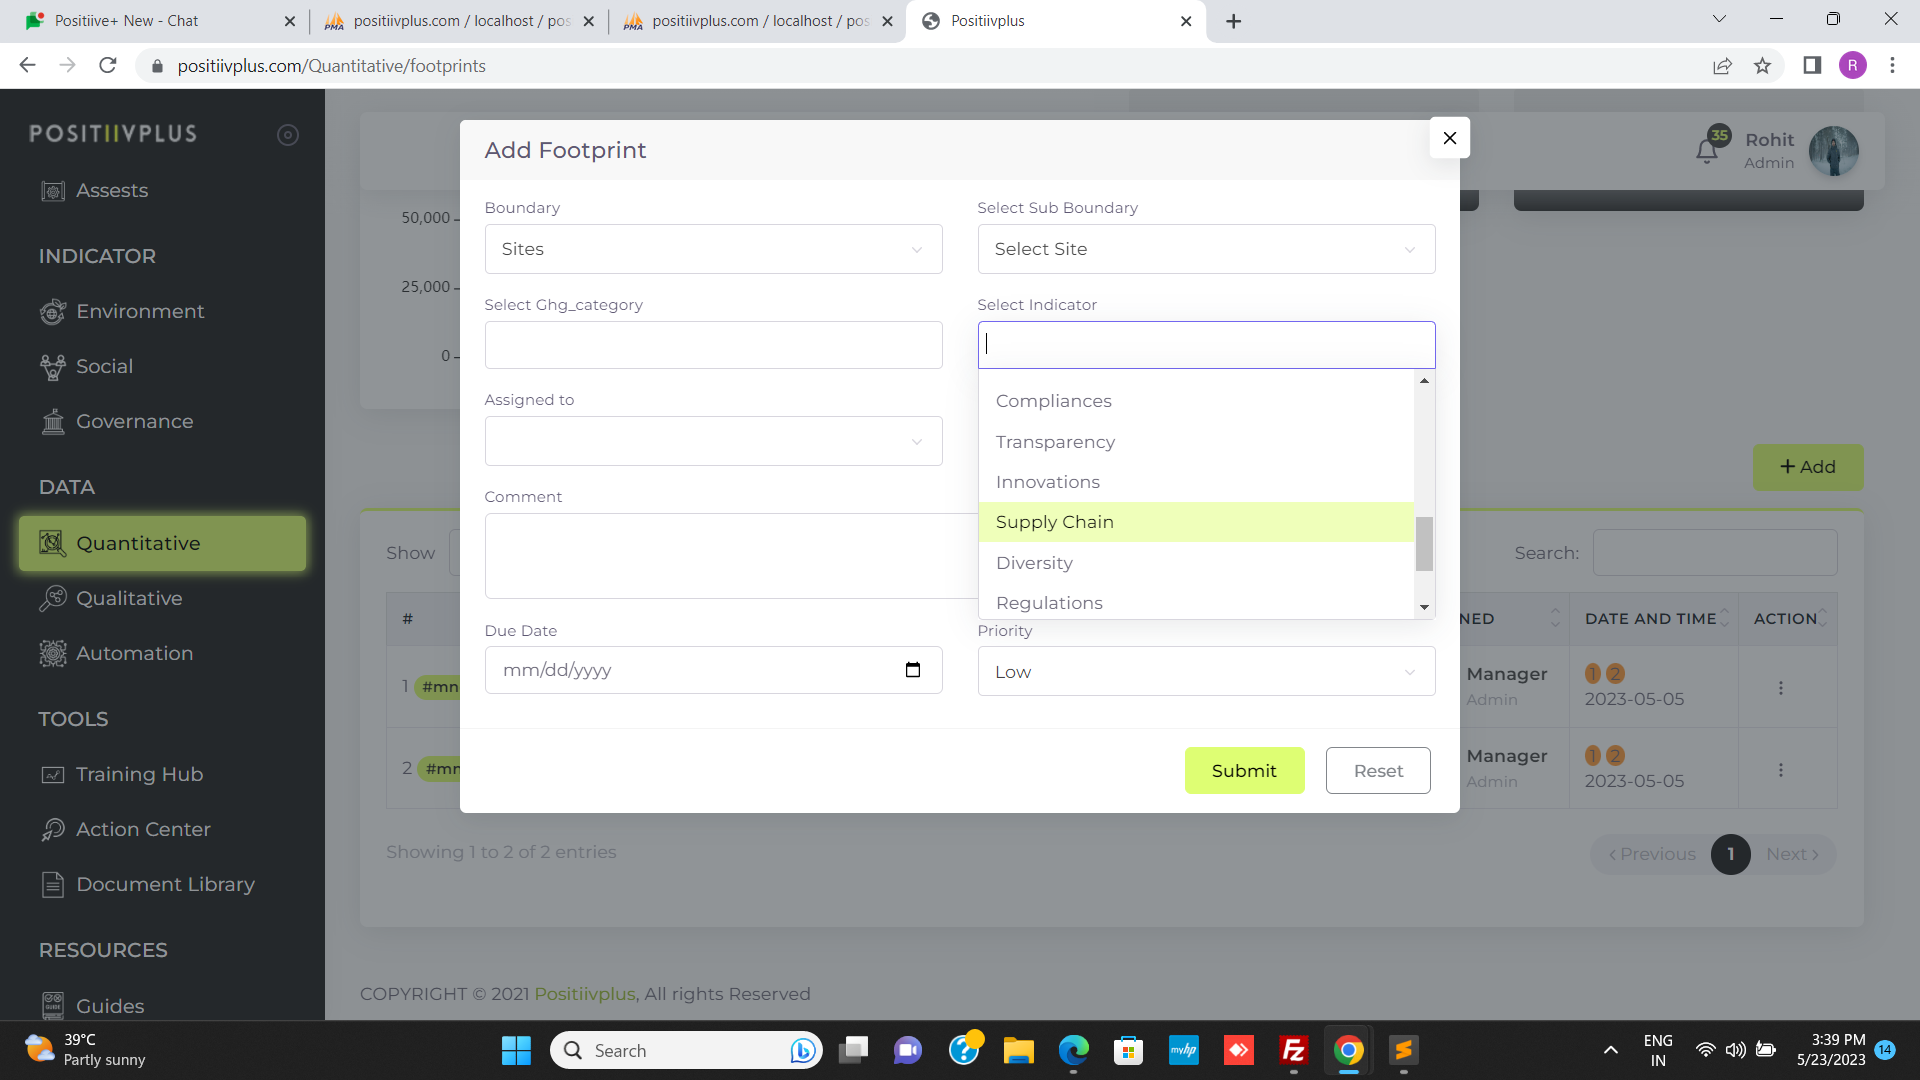 Positiive+ New - Chat
positiivplus.com / localhost / pos
positiivplus.com / localhost / pos
Positiivplus
positiivplus.com/Quantitative/footprints
R
POSITIIVPLUS
Assests
INDICATOR
Environment
Social
Governance
DATA
Quantitative
Qualitative
Automation
TOOLS
Training Hub
Action Center
Document Library
RESOURCES
Guides
35
Rohit
Admin
50,000
25,000
0
Add Footprint
Boundary
Sites
Select Sub Boundary
Select Site
Select Ghg_category
Select Indicator
Compliances
Transparency
Innovations
Supply Chain
Diversity
Regulations
Assigned to
Comment
Due Date
mm/dd/yyyy
Priority
Low
Submit
Reset
+ Add
Show
Search:
#
NED
DATE AND TIME
ACTION
1 #mn
Manager
Admin
1 2
2023-05-05
2 #mn
Manager
Admin
1 2
2023-05-05
Showing 1 to 2 of 2 entries
‹ Previous 1 Next ›
COPYRIGHT © 2021 Positiivplus, All rights Reserved
39°C
Partly sunny
Search
myhp
Fz
ENG
IN
3:39 PM
5/23/2023
14